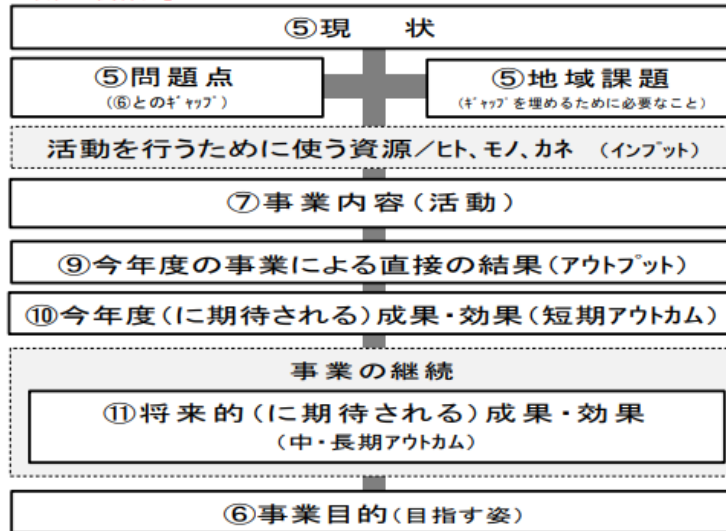 ⑤現　状
⑤問題点
(⑥とのｷﾞｬｯﾌﾟ)
⑤地域課題
(ｷﾞｬｯﾌﾟを埋めるために必要なこと)
活動を行うために使う資源／ヒト、モノ、カネ　(インプット)
⑦事業内容(活動)
⑨今年度の事業による直接の結果(アウトプット)
⑩今年度(に期待される)成果・効果(短期アウトカム)
事業の継続
⑪将来的(に期待される)成果・効果
(中・長期アウトカム)
⑥事業目的(目指す姿)